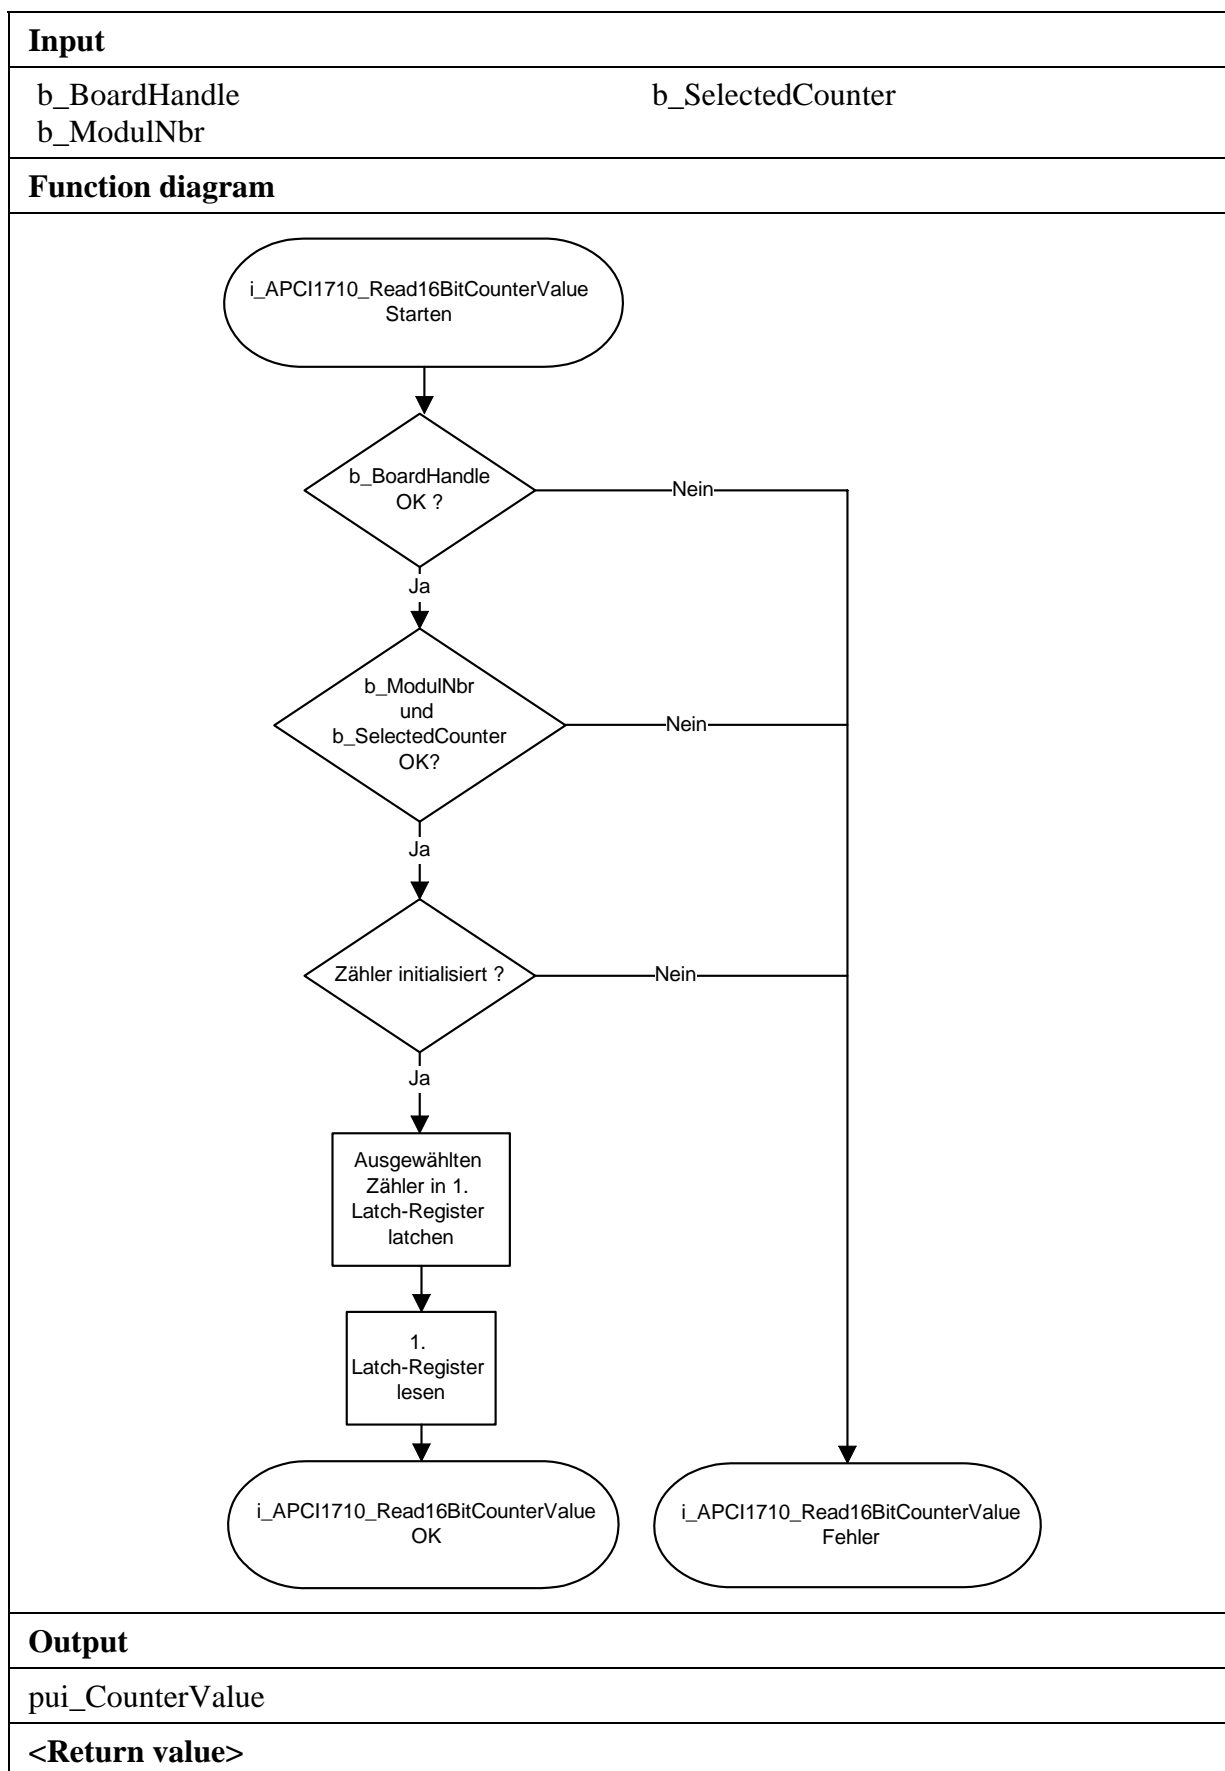 Input
b_BoardHandle b_SelectedCounter
b_ModulNbr
Function diagram
i_APCI1710_Read16BitCounterValue
Starten
b_BoardHandle
OK ?
Nein
Ja
b_ModulNbr
und
b_SelectedCounter
OK?
Nein
Ja
Zähler initialisiert ?
Nein
Ja
Ausgewählten
Zähler in 1.
Latch-Register
latchen
1.
Latch-Register
lesen
i_APCI1710_Read16BitCounterValue
OK
i_APCI1710_Read16BitCounterValue
Fehler
Output
pui_CounterValue
<Return value>